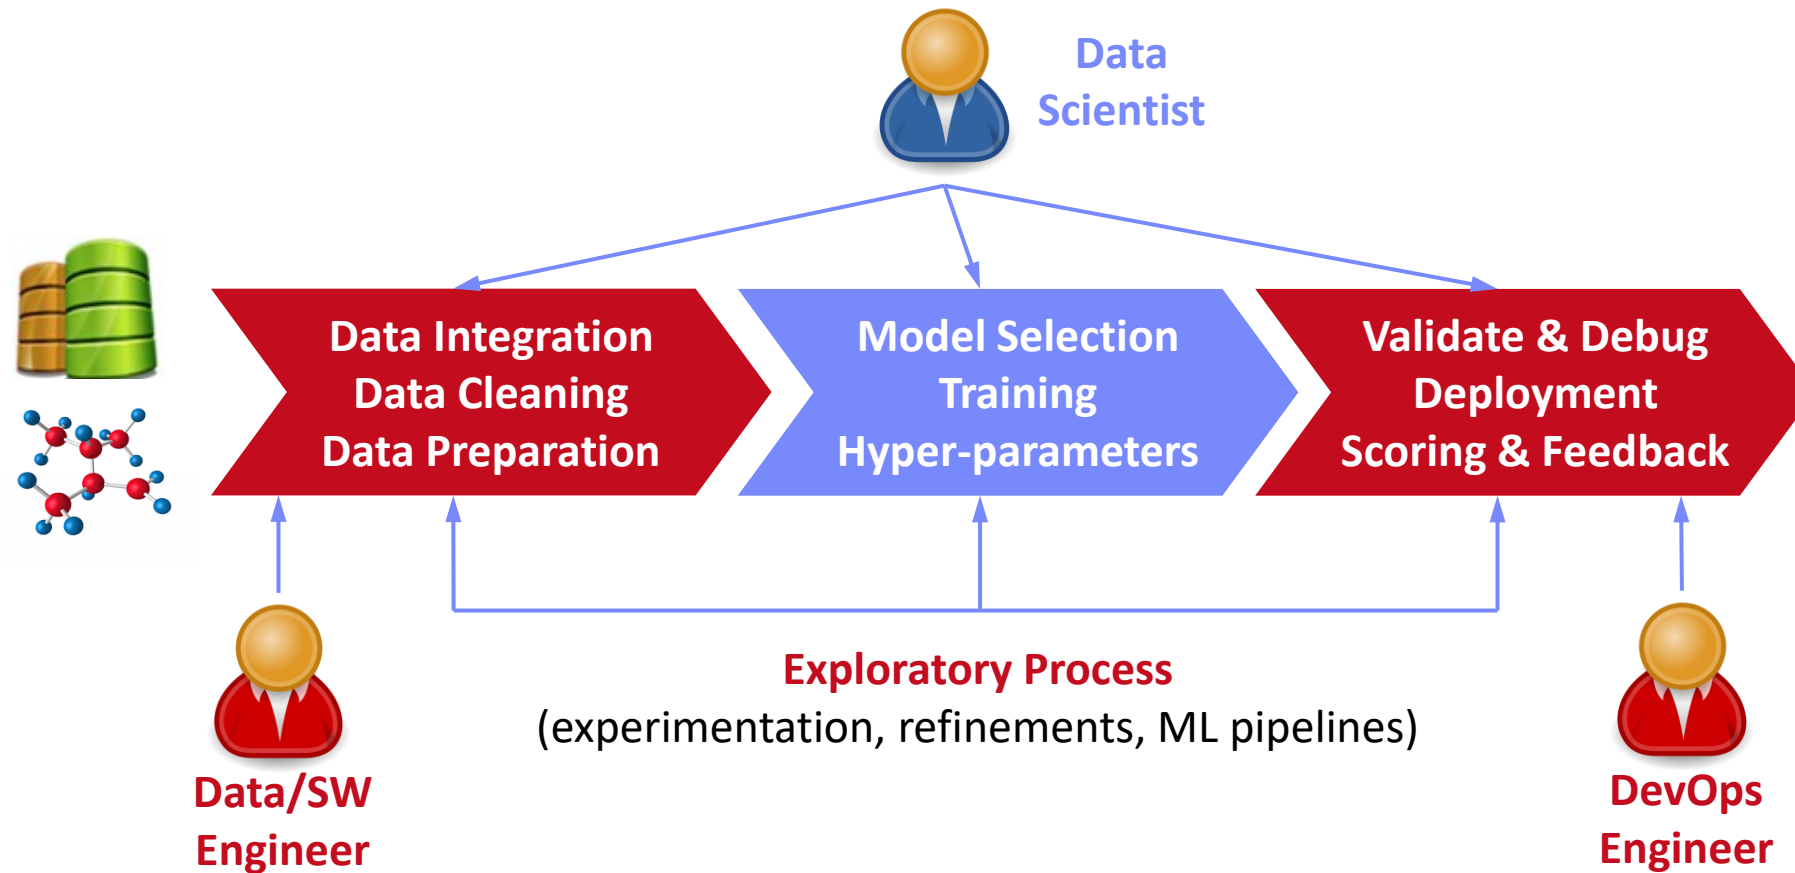 Data
Scientist
Data Integration
Data Cleaning
Data Preparation
Model Selection
Training
Hyper-parameters
Validate & Debug
Deployment
Scoring & Feedback
Exploratory Process
(experimentation, refinements, ML pipelines)
Data/SW
Engineer
DevOps
Engineer